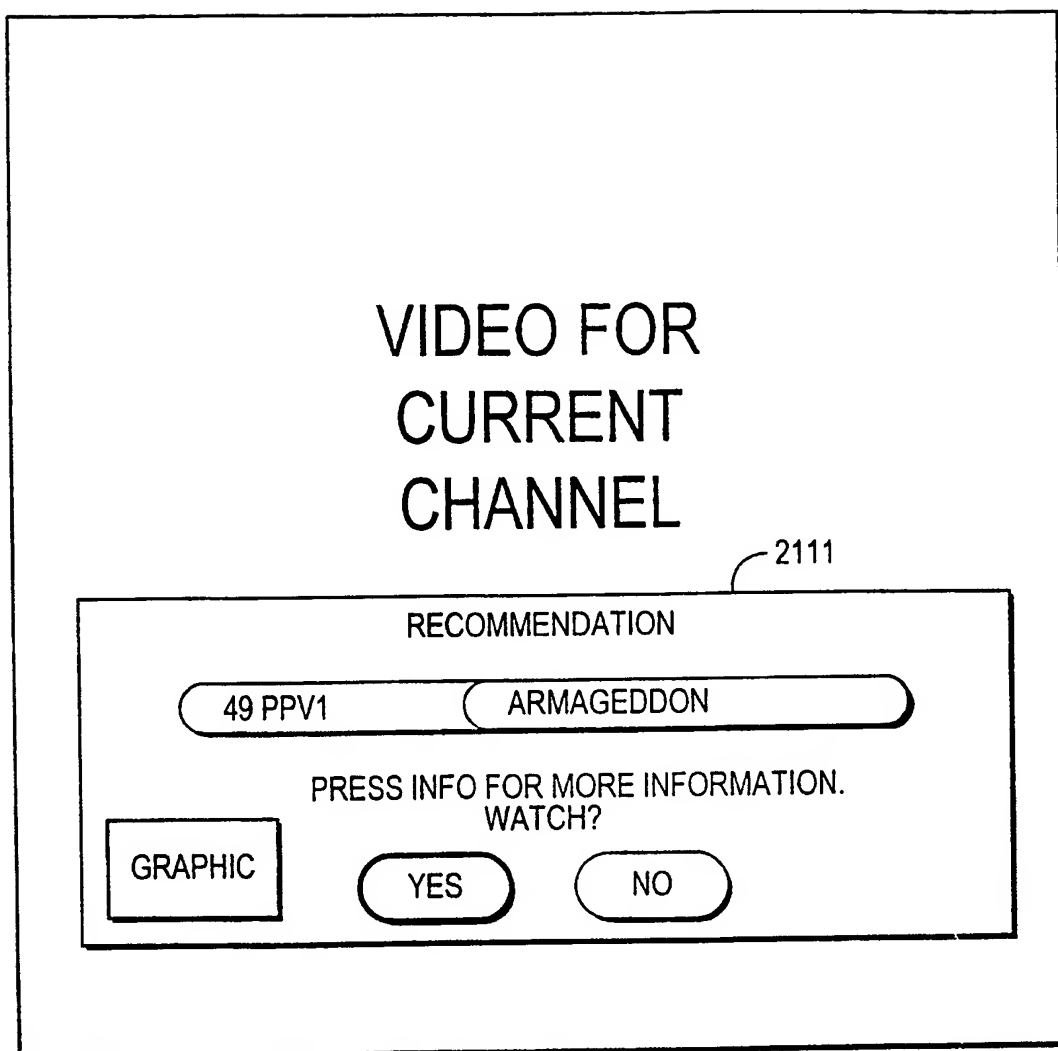 VIDEO FOR
CURRENT
CHANNEL
2111
RECOMMENDATION
49 PPV1 ARMAGEDDON
PRESS INFO FOR MORE INFORMATION.
WATCH?
GRAPHIC YES NO